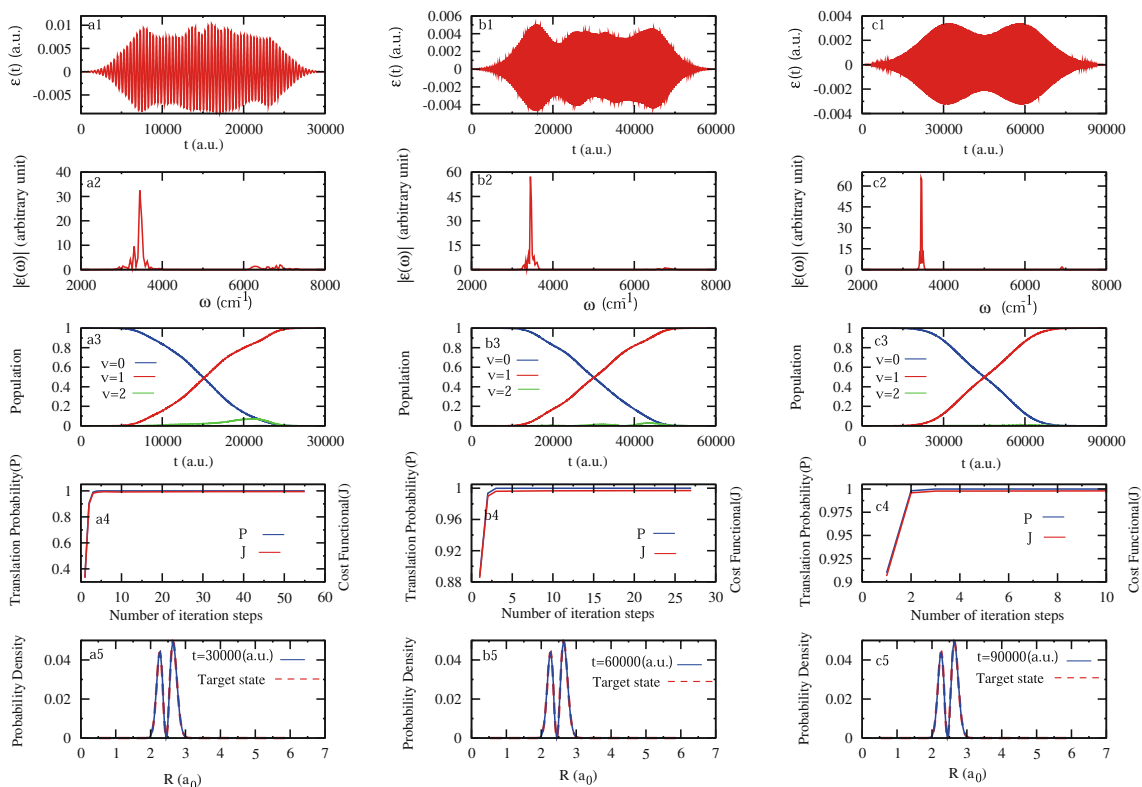 a1
ε(t) (a.u.)
0.01
0.005
0
-0.005
0
10000
20000
30000
t (a.u.)
b1
ε(t) (a.u.)
0.006
0.004
0.002
0
-0.002
-0.004
0
20000
40000
60000
t (a.u.)
c1
ε(t) (a.u.)
0.004
0.002
0
-0.002
-0.004
0
30000
60000
90000
t (a.u.)
a2
|ε(ω)| (arbitrary unit)
40
30
20
10
0
2000
4000
6000
8000
ω (cm⁻¹)
b2
|ε(ω)| (arbitrary unit)
60
45
30
15
0
2000
4000
6000
8000
ω (cm⁻¹)
c2
|ε(ω)| (arbitrary unit)
60
45
30
15
0
2000
4000
6000
8000
ω (cm⁻¹)
a3
Population
1
0.8
0.6
0.4
0.2
0
v=0
v=1
v=2
0
10000
20000
30000
t (a.u.)
b3
Population
1
0.8
0.6
0.4
0.2
0
v=0
v=1
v=2
0
20000
40000
60000
t (a.u.)
c3
Population
1
0.8
0.6
0.4
0.2
0
v=0
v=1
v=2
0
30000
60000
90000
t (a.u.)
a4
Translation Probability(P)
Cost Functional(J)
1
0.8
0.6
0.4
P
J
0
10
20
30
40
50
60
Number of iteration steps
b4
Translation Probability(P)
Cost Functional(J)
1
0.96
0.92
0.88
P
J
0
5
10
15
20
25
30
Number of iteration steps
c4
Translation Probability(P)
Cost Functional(J)
1
0.975
0.95
0.925
0.9
P
J
0
2
4
6
8
10
Number of iteration steps
a5
Probability Density
0.04
0.02
0
t=30000(a.u.)
Target state
0
1
2
3
4
5
6
7
R (a₀)
b5
Probability Density
0.04
0.02
0
t=60000(a.u.)
Target state
0
1
2
3
4
5
6
7
R (a₀)
c5
Probability Density
0.04
0.02
0
t=90000(a.u.)
Target state
0
1
2
3
4
5
6
7
R (a₀)